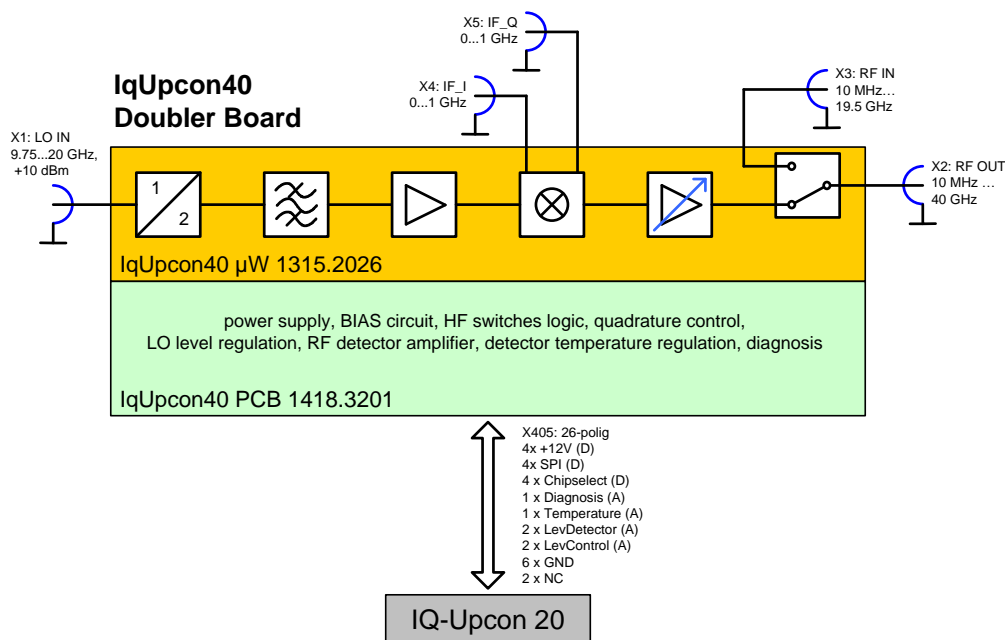 X5: IF_Q
0...1 GHz
IqUpcon40
Doubler Board
X4: IF_I
0...1 GHz
X3: RF IN
10 MHz...
19.5 GHz
X1: LO IN
9.75...20 GHz,
+10 dBm
X2: RF OUT
10 MHz ...
40 GHz
1
2
IqUpcon40 µW 1315.2026
power supply, BIAS circuit, HF switches logic, quadrature control,
LO level regulation, RF detector amplifier, detector temperature regulation, diagnosis
IqUpcon40 PCB 1418.3201
X405: 26-polig
4x +12V (D)
4x SPI (D)
4 x Chipselect (D)
1 x Diagnosis (A)
1 x Temperature (A)
2 x LevDetector (A)
2 x LevControl (A)
6 x GND
2 x NC
IQ-Upcon 20